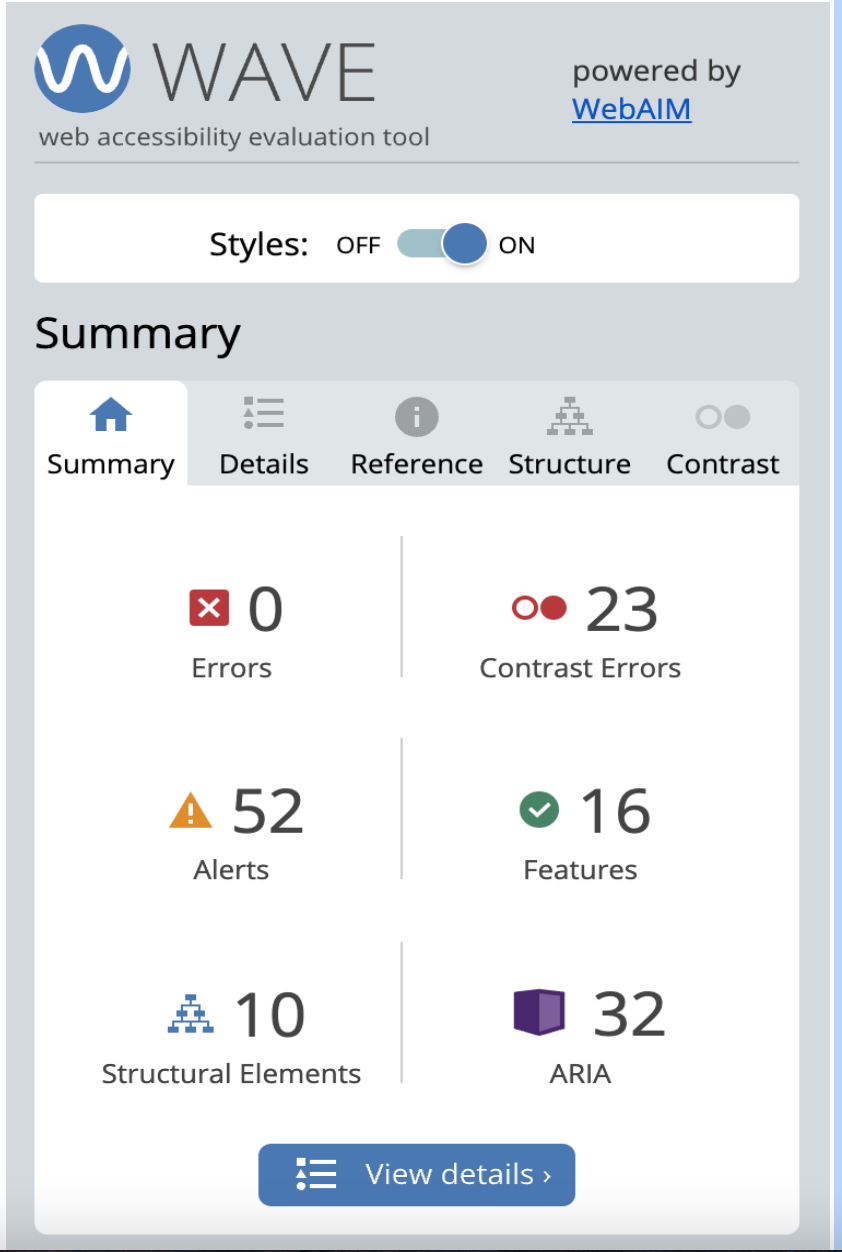 WAVE
web accessibility evaluation tool
powered by
WebAIM
Styles: OFF ON
Summary
Summary Details Reference Structure Contrast
0
Errors
23
Contrast Errors
52
Alerts
16
Features
10
Structural Elements
32
ARIA
View details ›